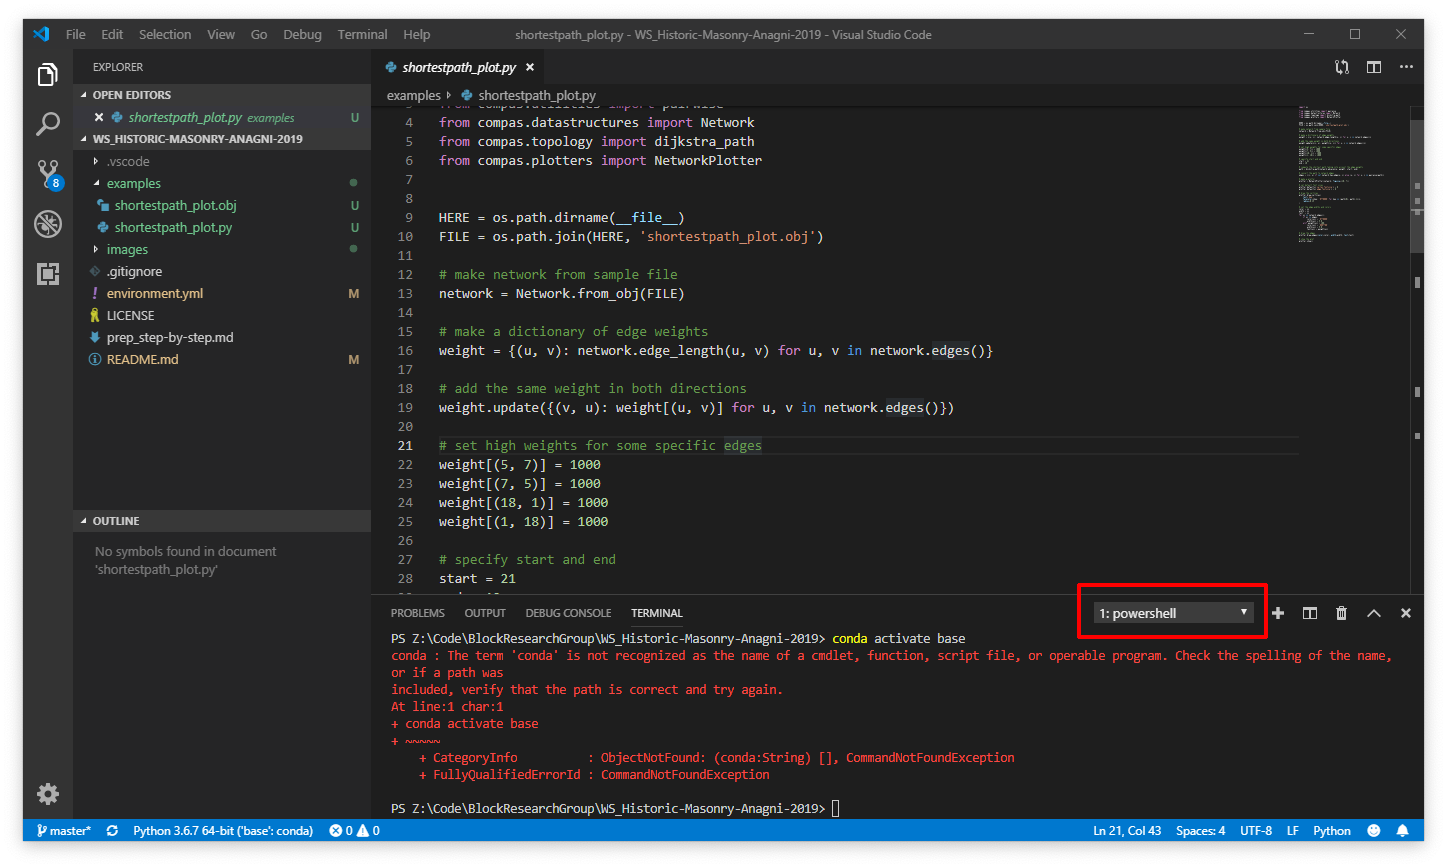 File Edit Selection View Go Debug Terminal Help
shortestpath_plot.py - WS_Historic-Masonry-Anagni-2019 - Visual Studio Code
EXPLORER
OPEN EDITORS
shortestpath_plot.py examples U
WS_HISTORIC-MASONRY-ANAGNI-2019
.vscode
examples
shortestpath_plot.obj U
shortestpath_plot.py U
images
.gitignore
! environment.yml M
LICENSE
prep_step-by-step.md
README.md M
8
OUTLINE
No symbols found in document
'shortestpath_plot.py'
shortestpath_plot.py ×
examples shortestpath_plot.py
3 from compas.utilities import pairwise
4 from compas.datastructures import Network
5 from compas.topology import dijkstra_path
6 from compas.plotters import NetworkPlotter
7
8
9 HERE = os.path.dirname(__file__)
10 FILE = os.path.join(HERE, 'shortestpath_plot.obj')
11
12 # make network from sample file
13 network = Network.from_obj(FILE)
14
15 # make a dictionary of edge weights
16 weight = {(u, v): network.edge_length(u, v) for u, v in network.edges()}
17
18 # add the same weight in both directions
19 weight.update({(v, u): weight[(u, v)] for u, v in network.edges()})
20
21 # set high weights for some specific edges
22 weight[(5, 7)] = 1000
23 weight[(7, 5)] = 1000
24 weight[(18, 1)] = 1000
25 weight[(1, 18)] = 1000
26
27 # specify start and end
28 start = 21
PROBLEMS OUTPUT DEBUG CONSOLE TERMINAL
1: powershell
PS Z:\Code\BlockResearchGroup\WS_Historic-Masonry-Anagni-2019> conda activate base
conda : The term 'conda' is not recognized as the name of a cmdlet, function, script file, or operable program. Check the spelling of the name,
or if a path was
included, verify that the path is correct and try again.
At line:1 char:1
+ conda activate base
+ ~~~~~
+ CategoryInfo : ObjectNotFound: (conda:String) [], CommandNotFoundException
+ FullyQualifiedErrorId : CommandNotFoundException
PS Z:\Code\BlockResearchGroup\WS_Historic-Masonry-Anagni-2019>
master* Python 3.6.7 64-bit ('base': conda) 0 0
Ln 21, Col 43 Spaces: 4 UTF-8 LF Python